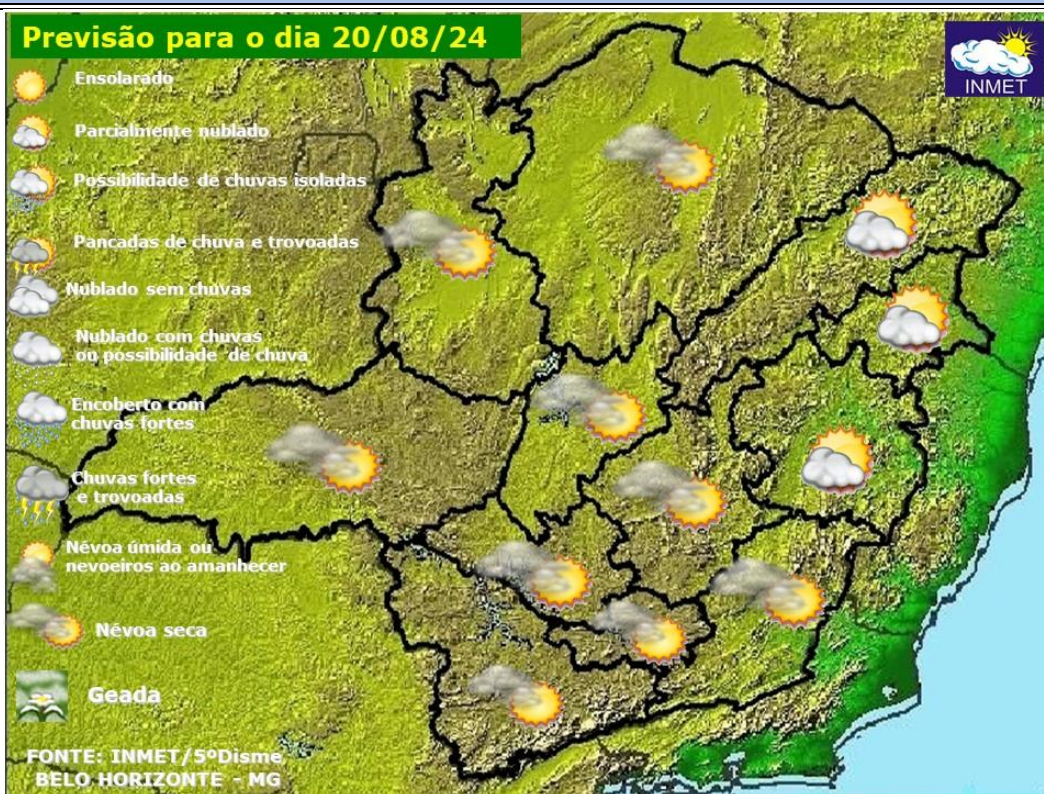 Previsão para o dia 20/08/24
INMET
Ensolarado
Parcialmente nublado
Possibilidade de chuvas isoladas
Pancadas de chuva e trovoadas
Nublado sem chuvas
Nublado com chuvas
ou possibilidade de chuva
Encoberto com
chuvas fortes
Chuvas fortes
e trovoadas
Névoa úmida ou
nevoeiros ao amanhecer
Névoa seca
Geada
FONTE: INMET/5ºDisme
BELO HORIZONTE - MG